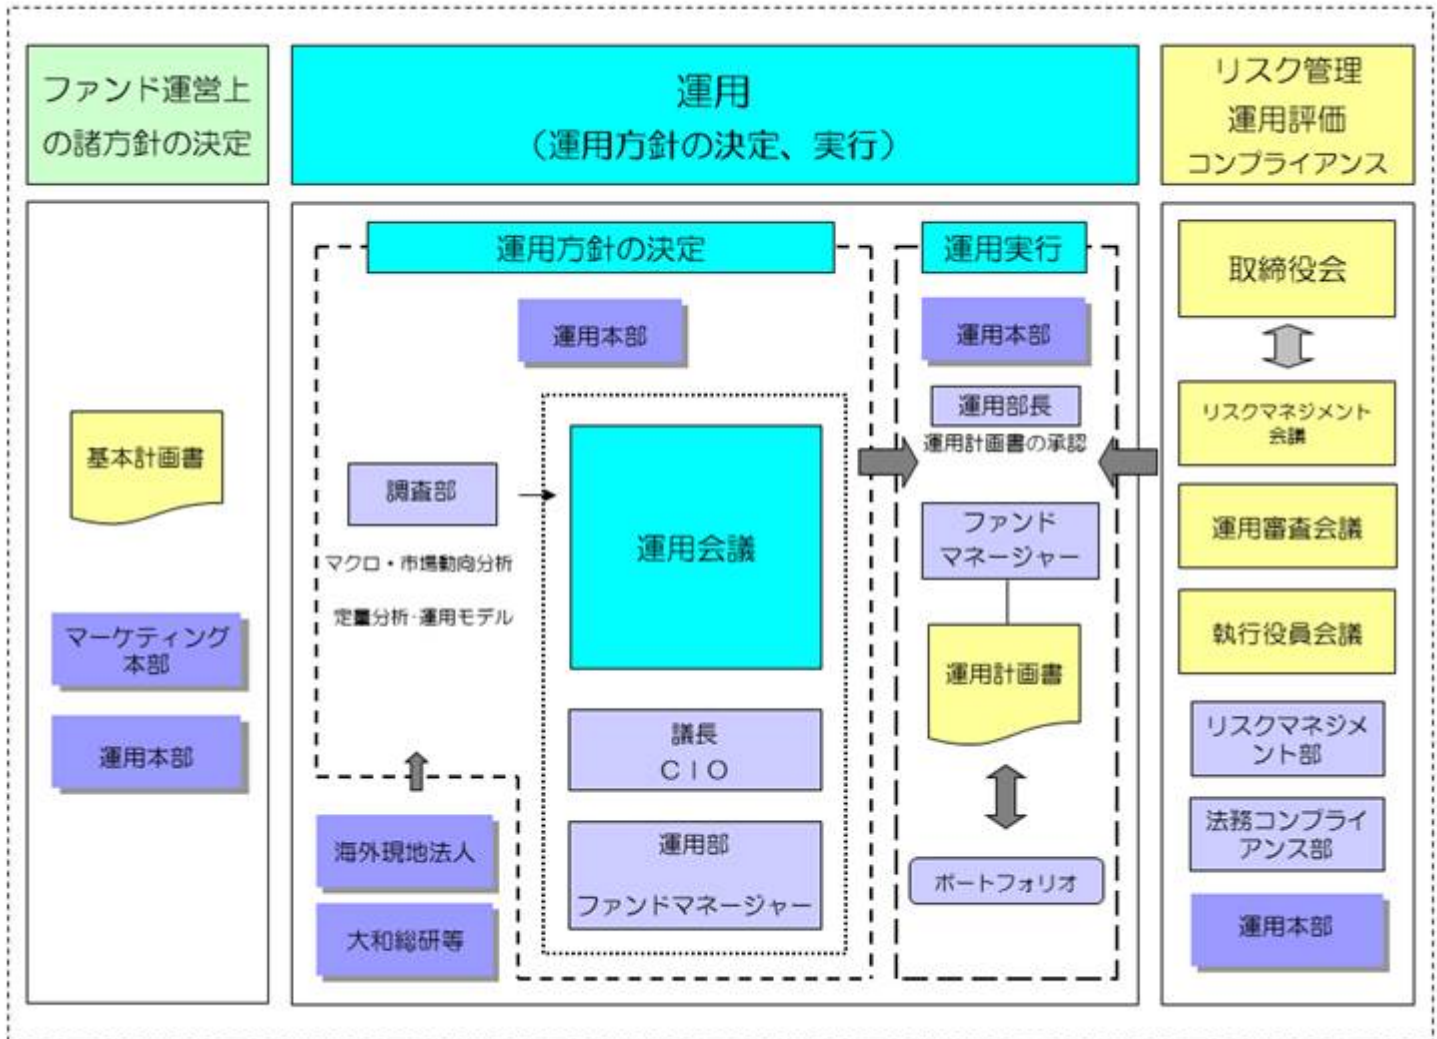 ファンド運営上
の諸方針の決定
運用
（運用方針の決定、実行）
リスク管理
運用評価
コンプライアンス
基本計画書
マーケティング
本部
運用本部
運用方針の決定
運用本部
調査部
マクロ・市場動向分析
定量分析・運用モデル
運用会議
議長
ＣＩＯ
運用部
ファンドマネージャー
海外現地法人
大和総研等
運用実行
運用本部
運用部長
運用計画書の承認
ファンド
マネージャー
運用計画書
ポートフォリオ
取締役会
リスクマネジメント
会議
運用審査会議
執行役員会議
リスクマネジメ
ント部
法務コンプライ
アンス部
運用本部